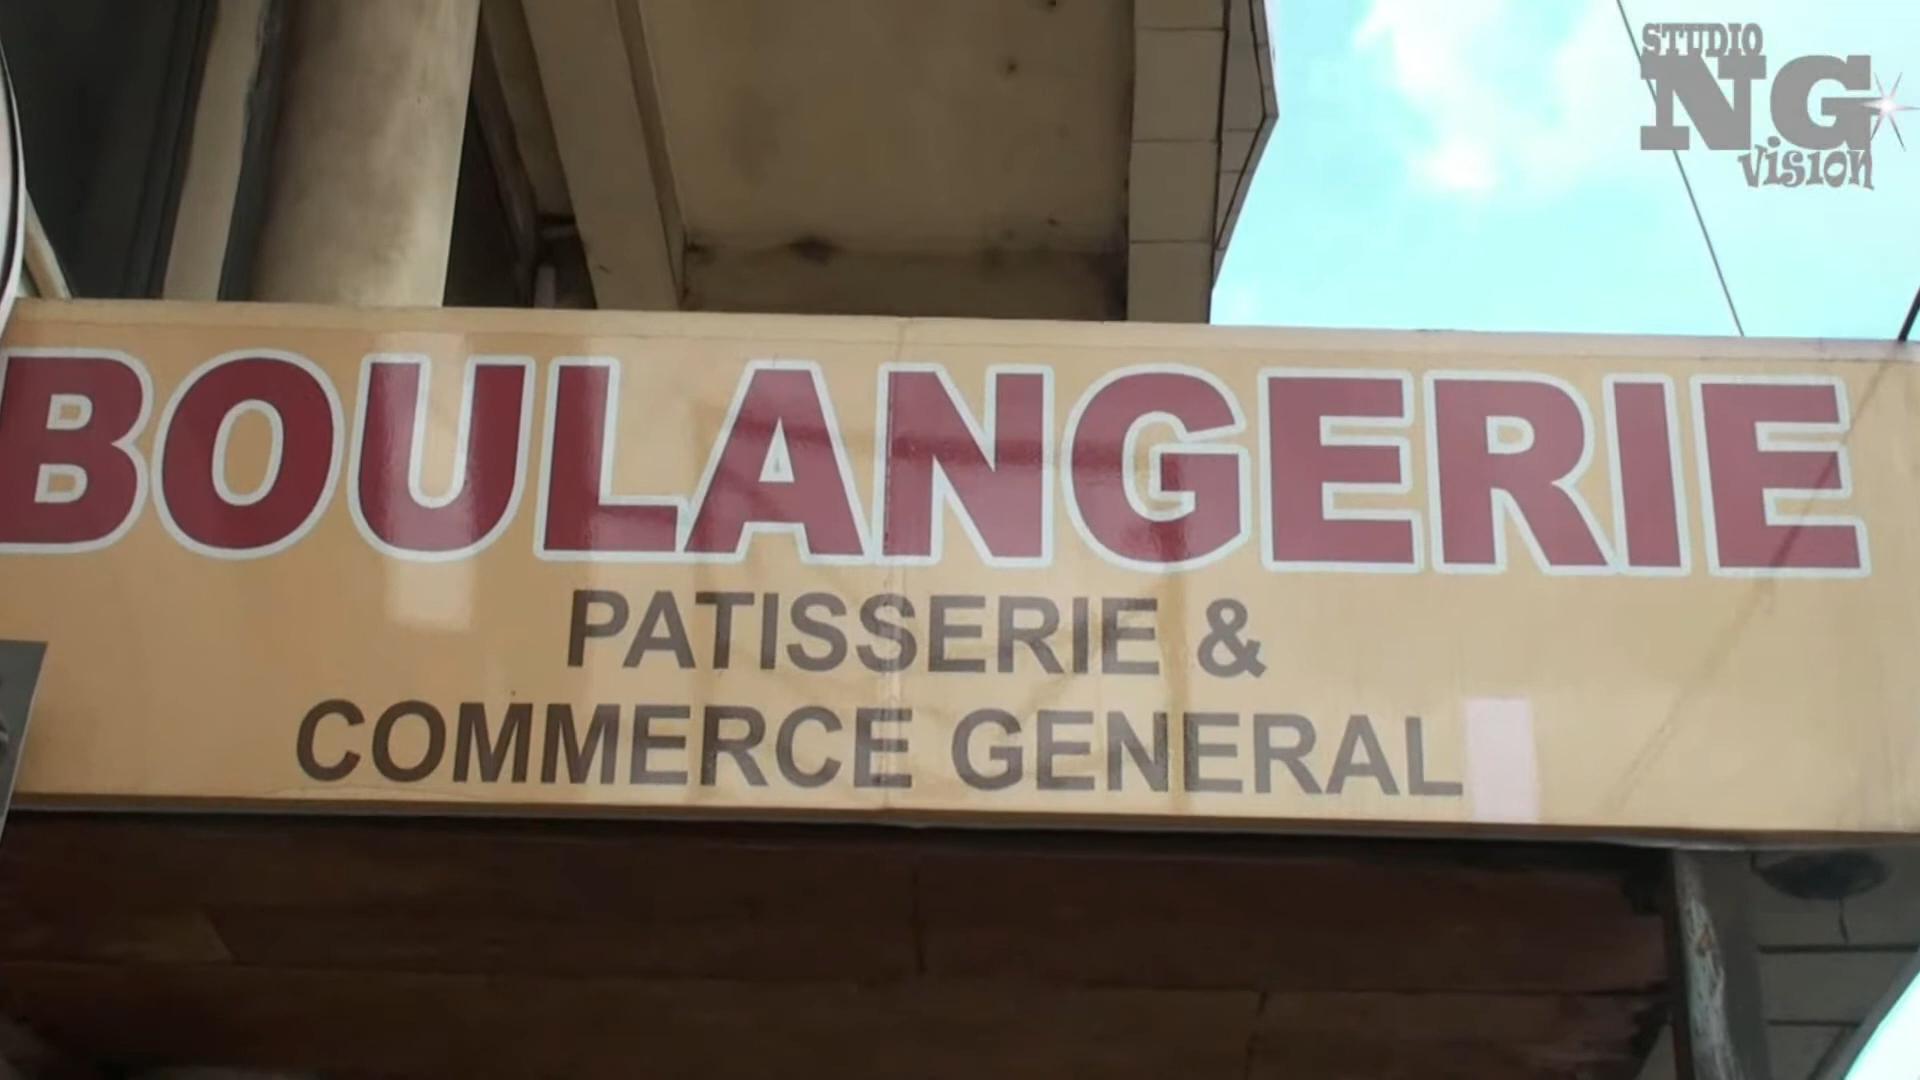 STUDIO
NG
VISION
BOULANGERIE
PATISSERIE &
COMMERCE GENERAL